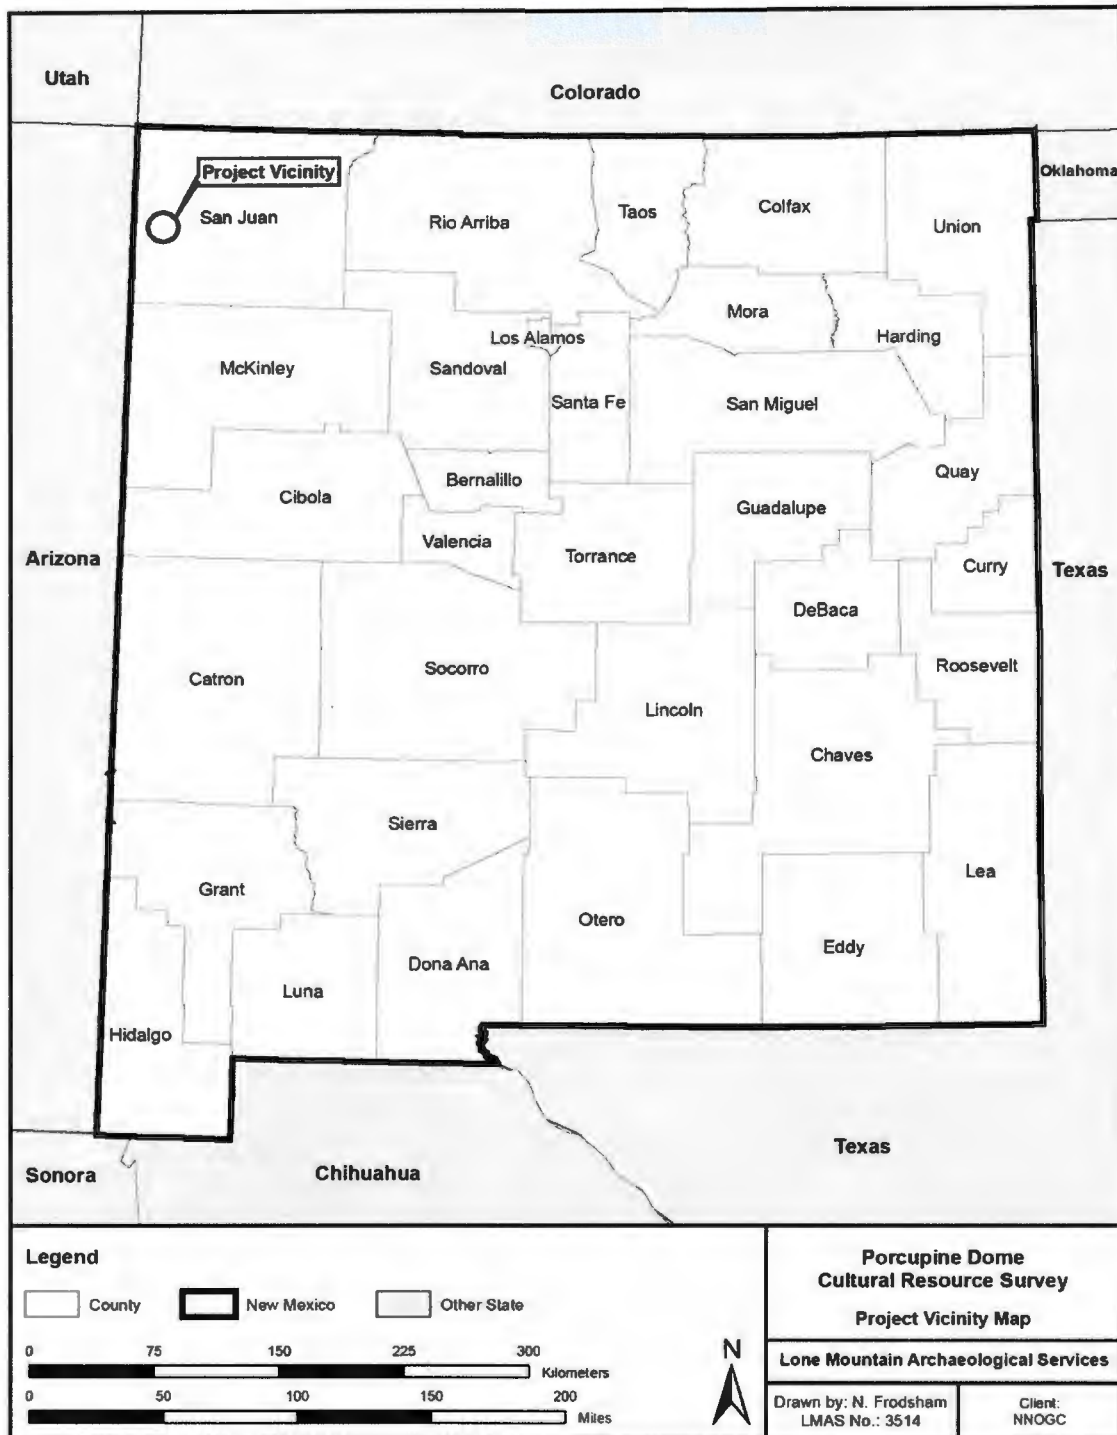 Utah
Colorado
Project Vicinity
Oklahoma
San Juan
Rio Arriba
Taos
Colfax
Union
Mora
Los Alamos
Harding
McKinley
Sandoval
Santa Fe
San Miguel
Bernalillo
Quay
Cibola
Guadalupe
Valencia
Arizona
Torrance
Texas
Curry
DeBaca
Catron
Socorro
Roosevelt
Lincoln
Chaves
Sierra
Grant
Lea
Otero
Eddy
Dona Ana
Luna
Hidalgo
Texas
Sonora
Chihuahua
Legend
County
New Mexico
Other State
0 75 150 225 300
Kilometers
0 50 100 150 200
Miles
N
Porcupine Dome
Cultural Resource Survey
Project Vicinity Map
Lone Mountain Archaeological Services
Drawn by: N. Frodsham
LMAS No.: 3514
Client:
NNOGC